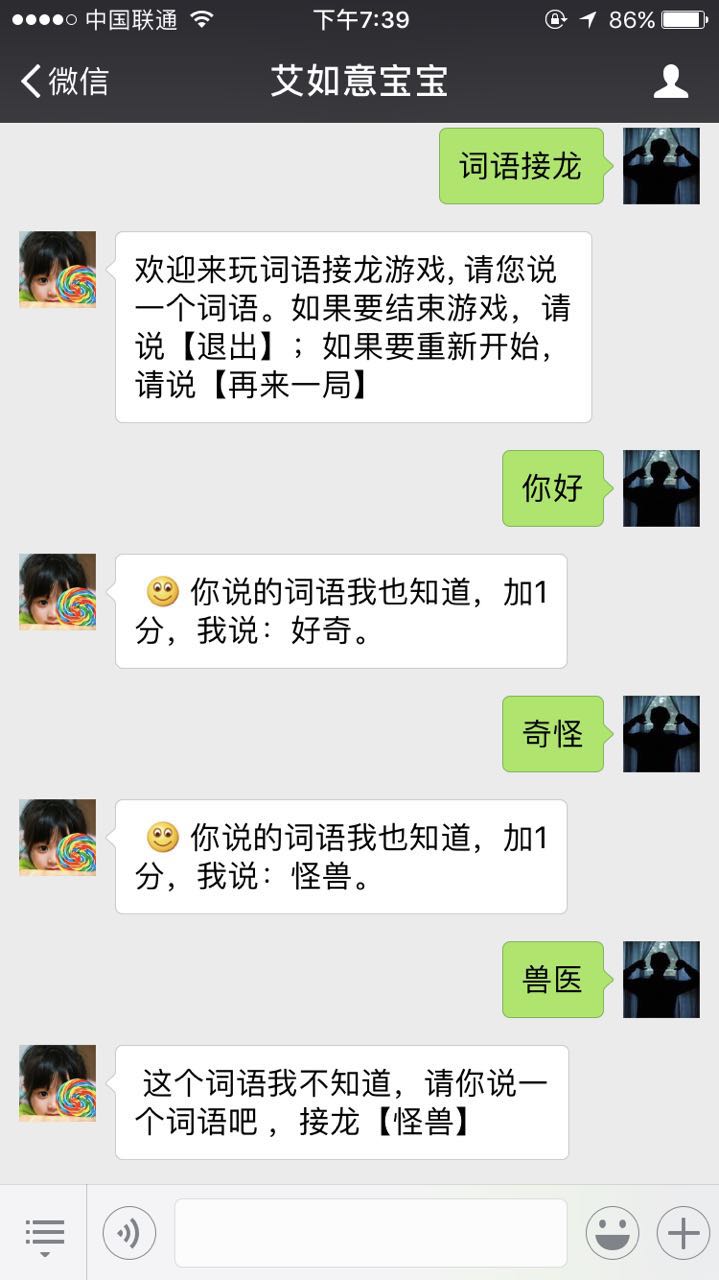 中国联通 下午7:39 86%
微信 艾如意宝宝
词语接龙
欢迎来玩词语接龙游戏,请您说
一个词语。如果要结束游戏，请
说【退出】；如果要重新开始，
请说【再来一局】
你好
你说的词语我也知道，加1
分，我说：好奇。
奇怪
你说的词语我也知道，加1
分，我说：怪兽。
兽医
这个词语我不知道，请你说一
个词语吧 ，接龙【怪兽】